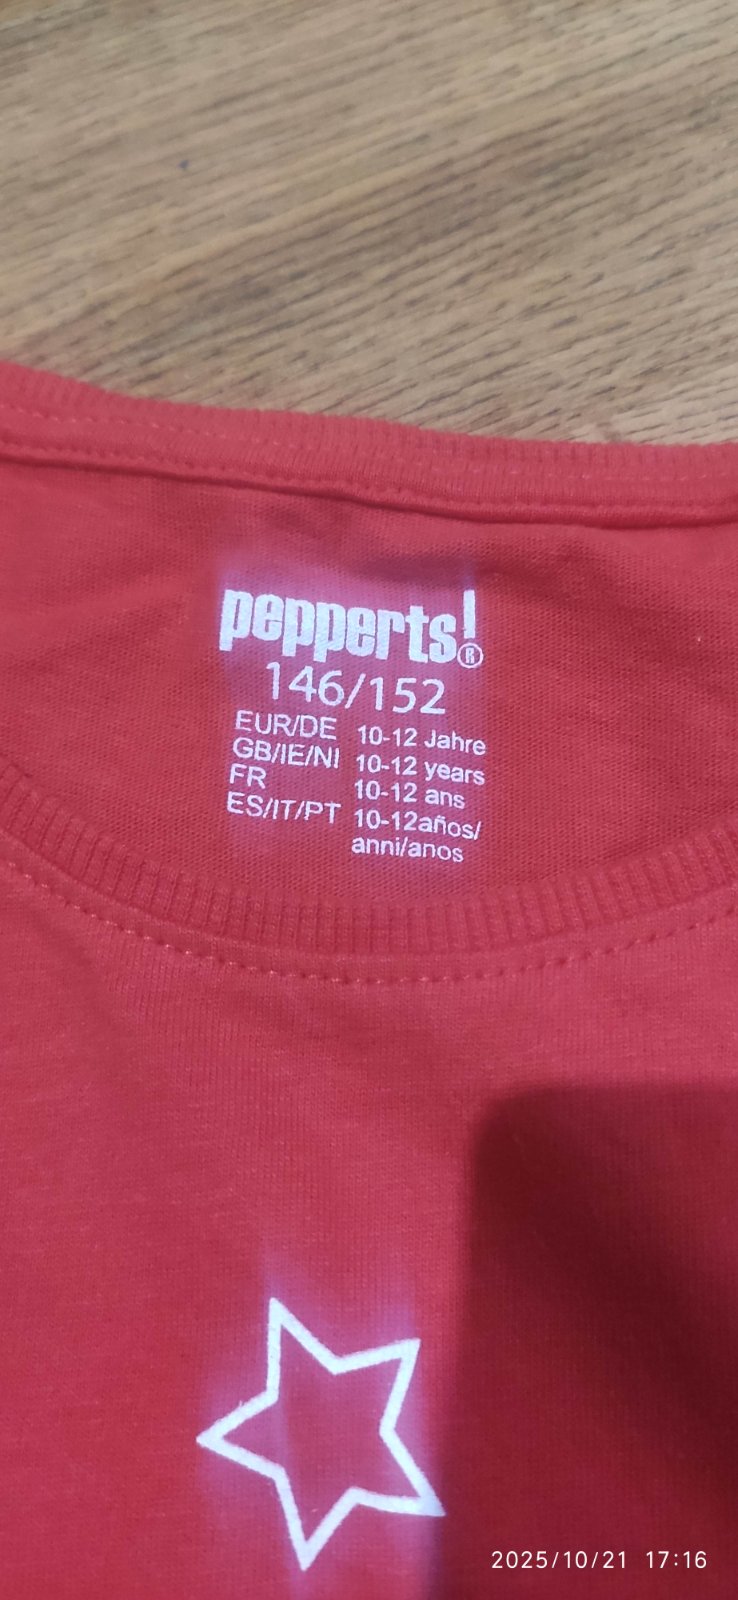 pepperts!®
146/152
EUR/DE 10-12 Jahre
GB/IE/NI 10-12 years
FR 10-12 ans
ES/IT/PT 10-12años/
anni/anos
2025/10/21 17:16